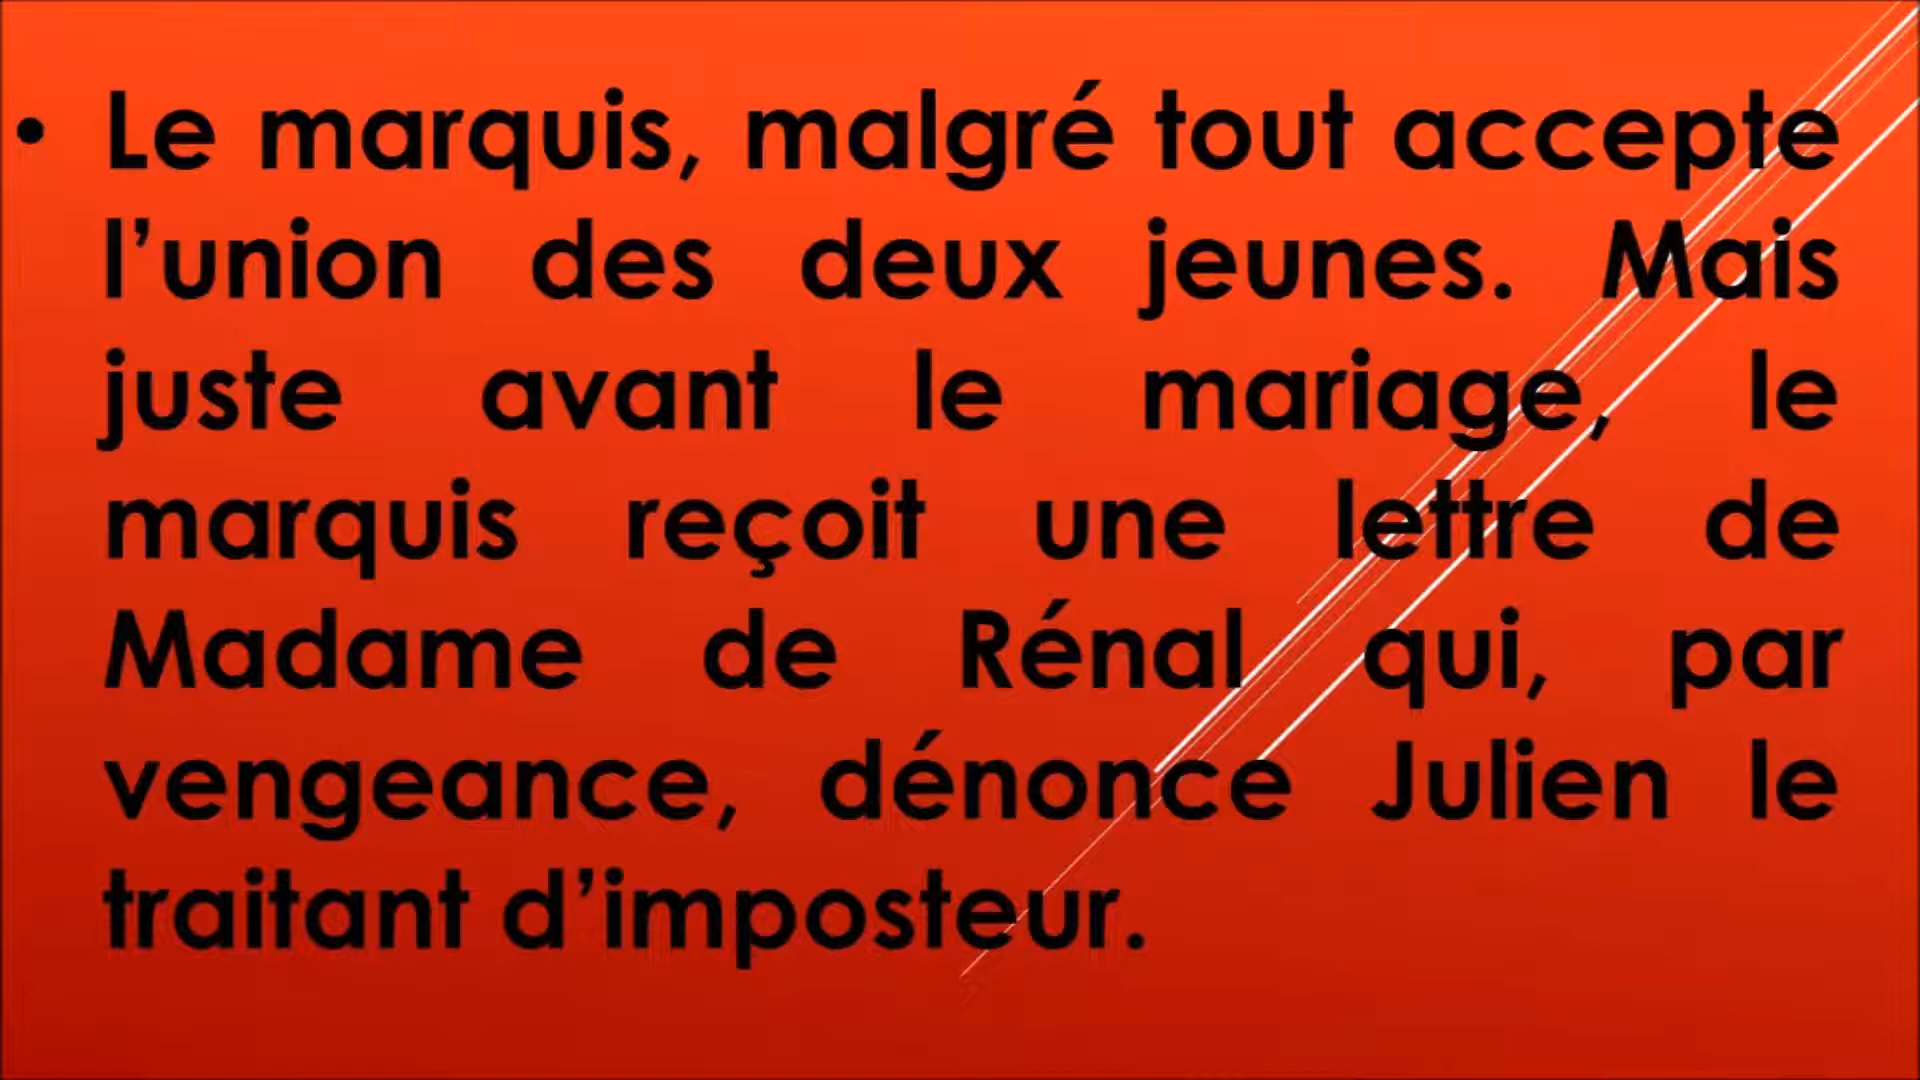 • Le marquis, malgré tout accepte
l’union des deux jeunes. Mais
juste avant le mariage, le
marquis reçoit une lettre de
Madame de Rénal qui, par
vengeance, dénonce Julien le
traitant d’imposteur.